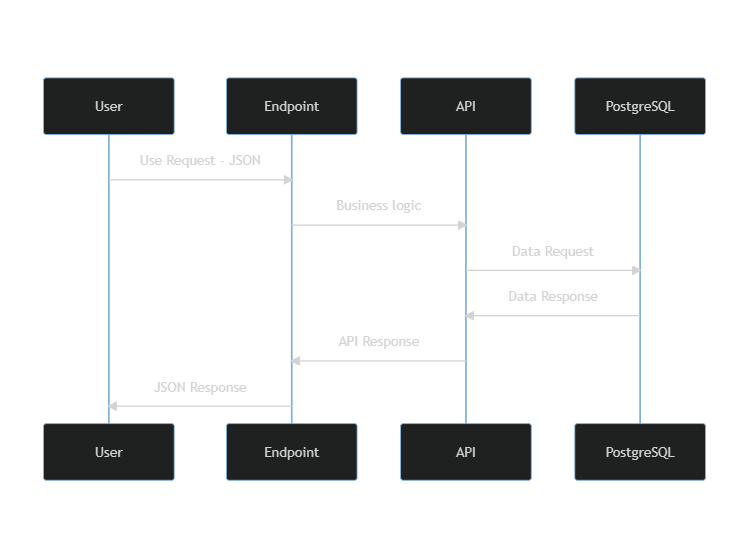 User
Endpoint
API
PostgreSQL
Use Request - JSON
Business logic
Data Request
Data Response
API Response
JSON Response
User
Endpoint
API
PostgreSQL